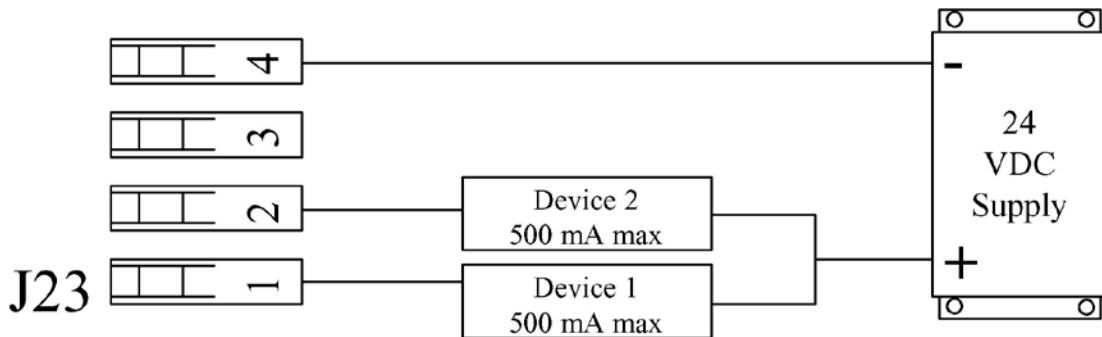 4
3
2
1
J23
Device 2
500 mA max
Device 1
500 mA max
-
24
VDC
Supply
+